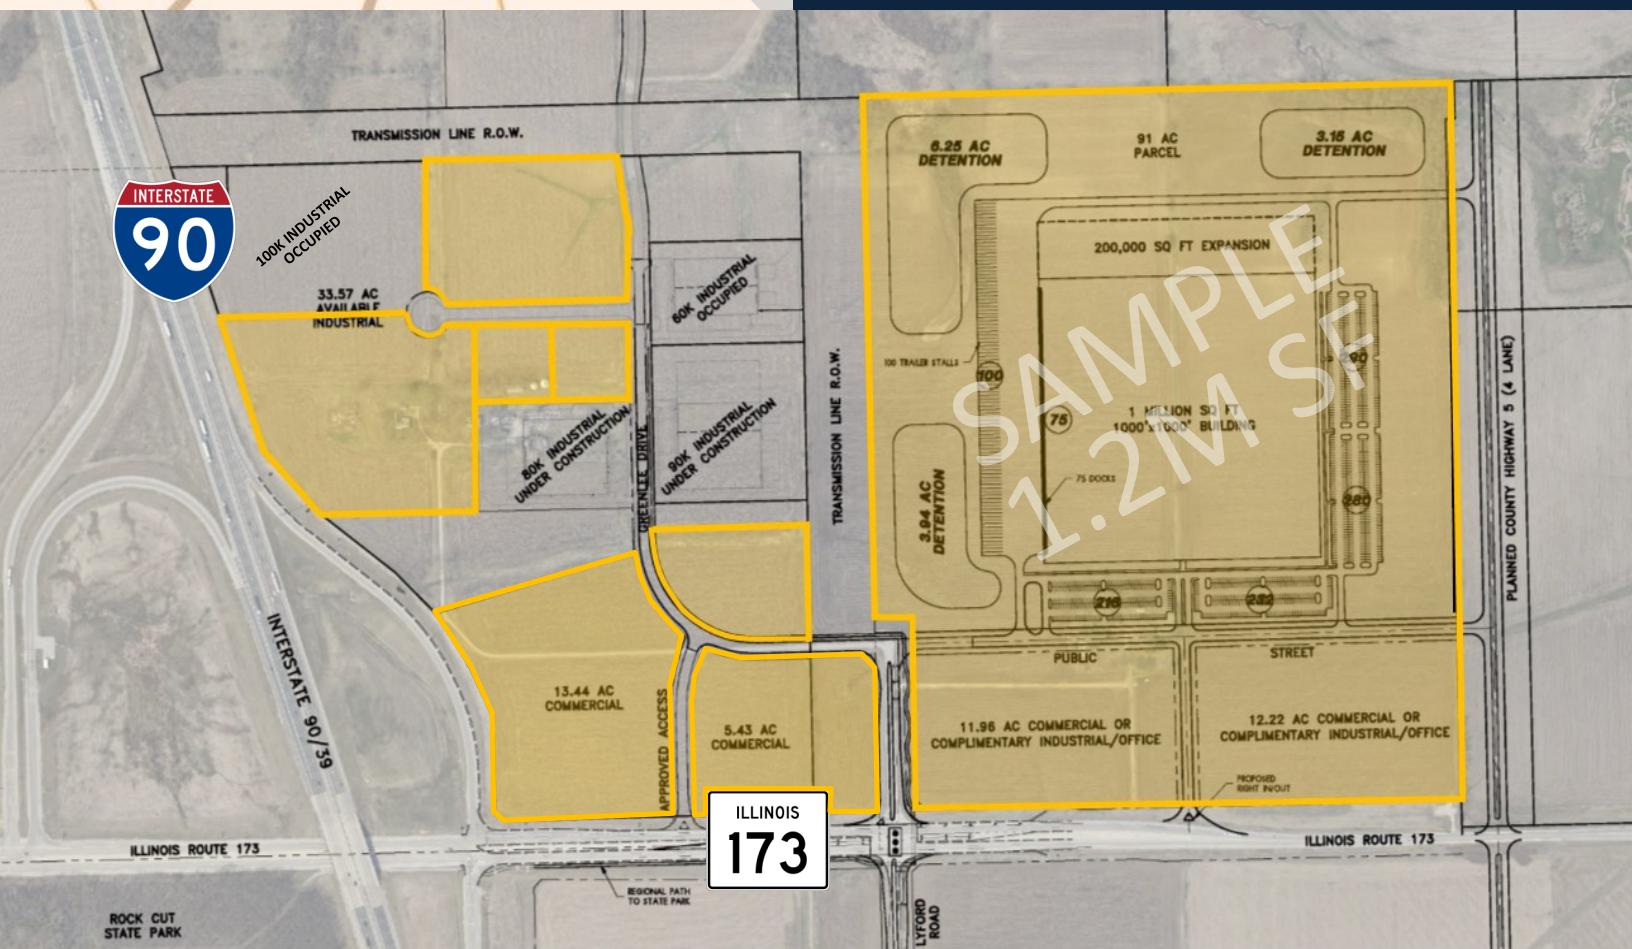 TRANSMISSION LINE R.O.W.
INTERSTATE
90
100K INDUSTRIAL
OCCUPIED
33.57 AC
AVAILABLE
INDUSTRIAL
60K INDUSTRIAL
OCCUPIED
80K INDUSTRIAL
UNDER CONSTRUCTION
GREENLEE DRIVE
90K INDUSTRIAL
UNDER CONSTRUCTION
TRANSMISSION LINE R.O.W.
6.25 AC
DETENTION
91 AC
PARCEL
3.15 AC
DETENTION
200,000 SQ FT EXPANSION
100 TRAILER STALLS
100
75
1 MILLION SQ FT
1000'x1000' BUILDING
75 DOCKS
290
280
SAMPLE
1.2M SF
3.94 AC
DETENTION
216
232
PLANNED COUNTY HIGHWAY 5 (4 LANE)
PUBLIC STREET
11.96 AC COMMERCIAL OR
COMPLIMENTARY INDUSTRIAL/OFFICE
12.22 AC COMMERCIAL OR
COMPLIMENTARY INDUSTRIAL/OFFICE
PROPOSED
RIGHT IN/OUT
13.44 AC
COMMERCIAL
APPROVED ACCESS
5.43 AC
COMMERCIAL
INTERSTATE 90/39
ILLINOIS
173
ILLINOIS ROUTE 173
ILLINOIS ROUTE 173
REGIONAL PATH
TO STATE PARK
ROCK CUT
STATE PARK
LYFORD
ROAD